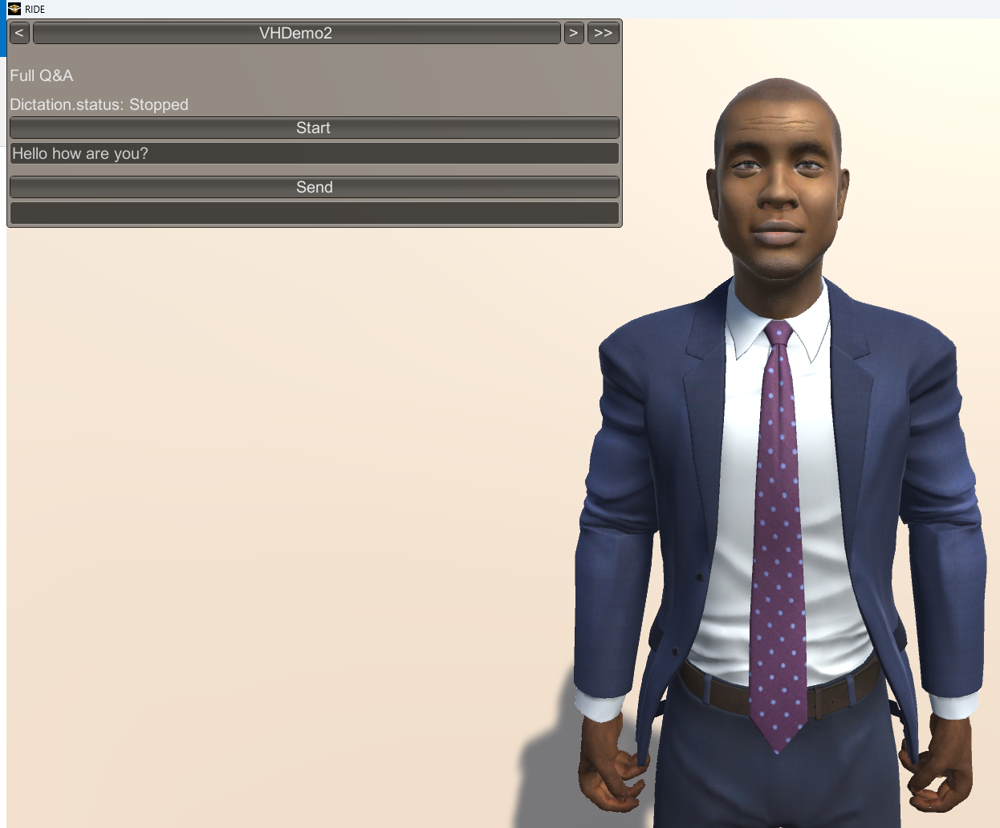 RIDE
< VHDemo2 > >>
Full Q&A
Dictation.status: Stopped
Start
Hello how are you?
Send